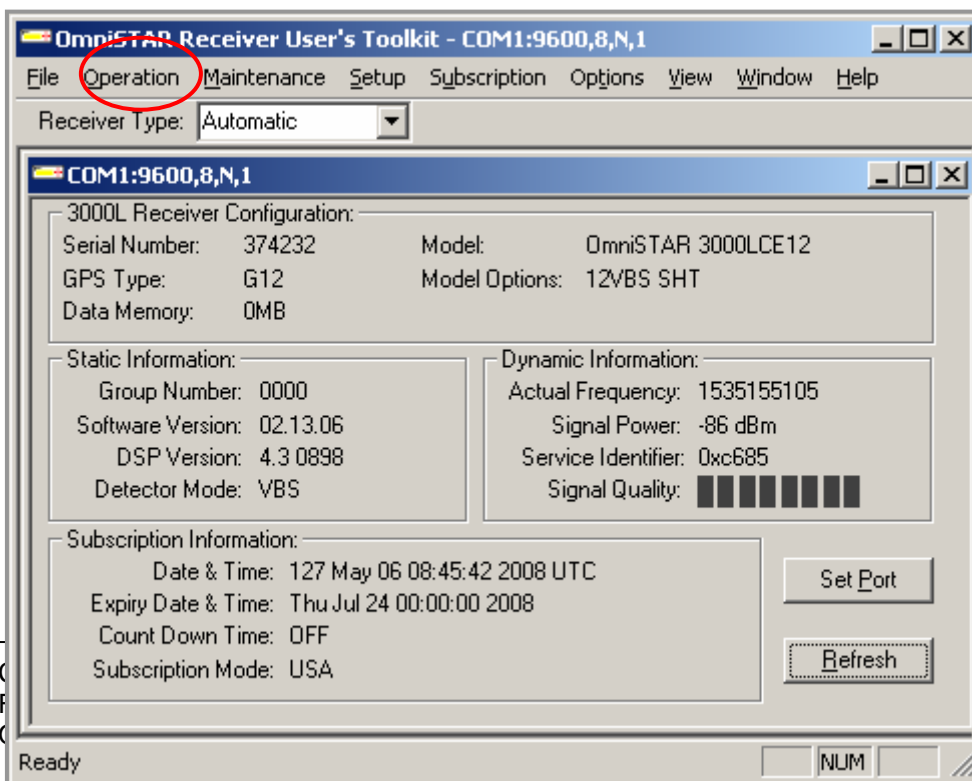 OmniSTAR Receiver User's Toolkit - COM1:9600,8,N,1
File Operation Maintenance Setup Subscription Options View Window Help
Receiver Type: Automatic
COM1:9600,8,N,1
3000L Receiver Configuration:
Serial Number: 374232 Model: OmniSTAR 3000LCE12
GPS Type: G12 Model Options: 12VBS SHT
Data Memory: 0MB
Static Information:
Group Number: 0000
Software Version: 02.13.06
DSP Version: 4.3 0898
Detector Mode: VBS
Dynamic Information:
Actual Frequency: 1535155105
Signal Power: -86 dBm
Service Identifier: 0xc685
Signal Quality:
Subscription Information:
Date & Time: 127 May 06 08:45:42 2008 UTC
Expiry Date & Time: Thu Jul 24 00:00:00 2008
Count Down Time: OFF
Subscription Mode: USA
Set Port
Refresh
Ready NUM